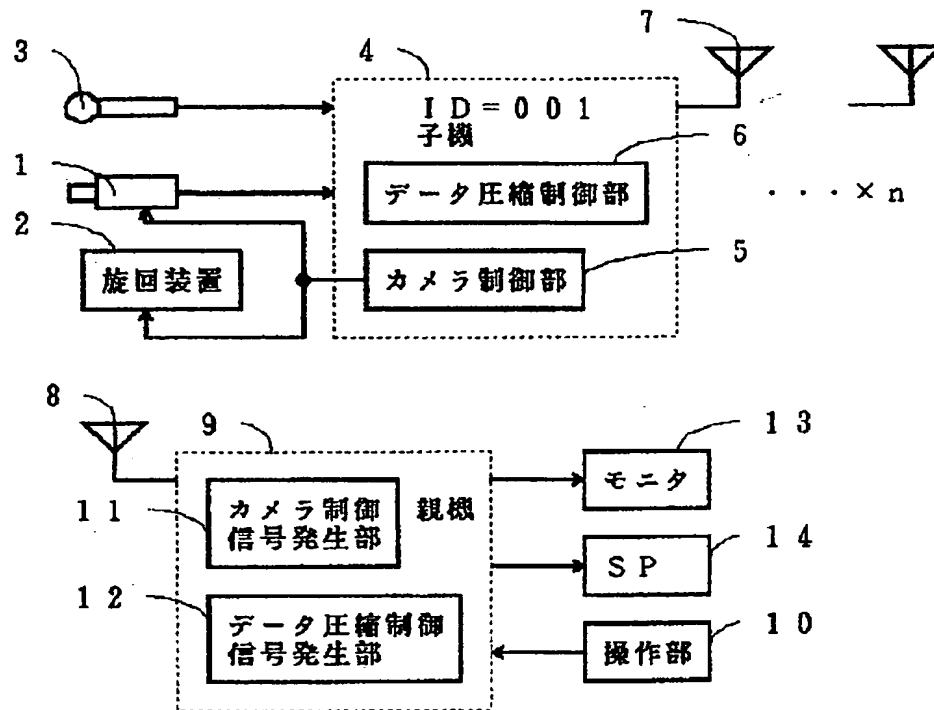 3
4
7
ＩＤ＝００１
子機
6
1
データ圧縮制御部
・・・×ｎ
2
5
旋回装置
カメラ制御部
8
9
１３
モニタ
１１
カメラ制御
信号発生部
親機
１４
ＳＰ
１２
データ圧縮制御
信号発生部
１０
操作部